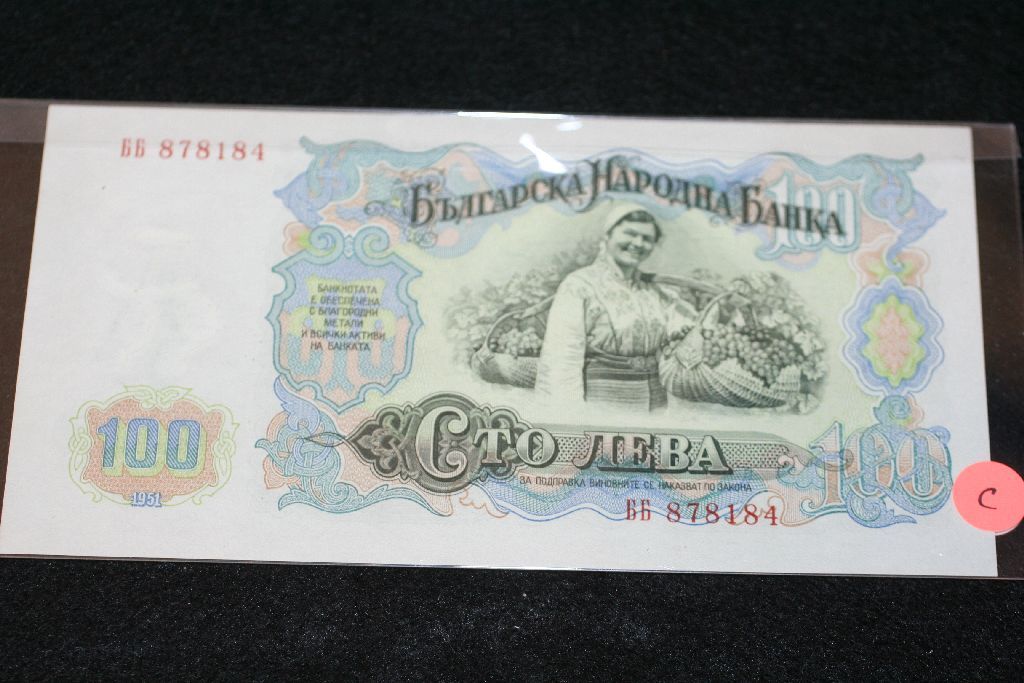 ББ 878184
БЪЛГАРСКА НАРОДНА БАНКА
100
БАНКНОТАТА
Е ОБЕСПЕЧЕНА
С БЛАГОРОДНИ
МЕТАЛИ
И ВСИЧКИ АКТИВИ
НА БАНКАТА
100
1951
СТО ЛЕВА
100
ЗА ПОДПРАВКА ВИНОВНИТЕ СЕ НАКАЗВАТ ПО ЗАКОНА
ББ 878184
C